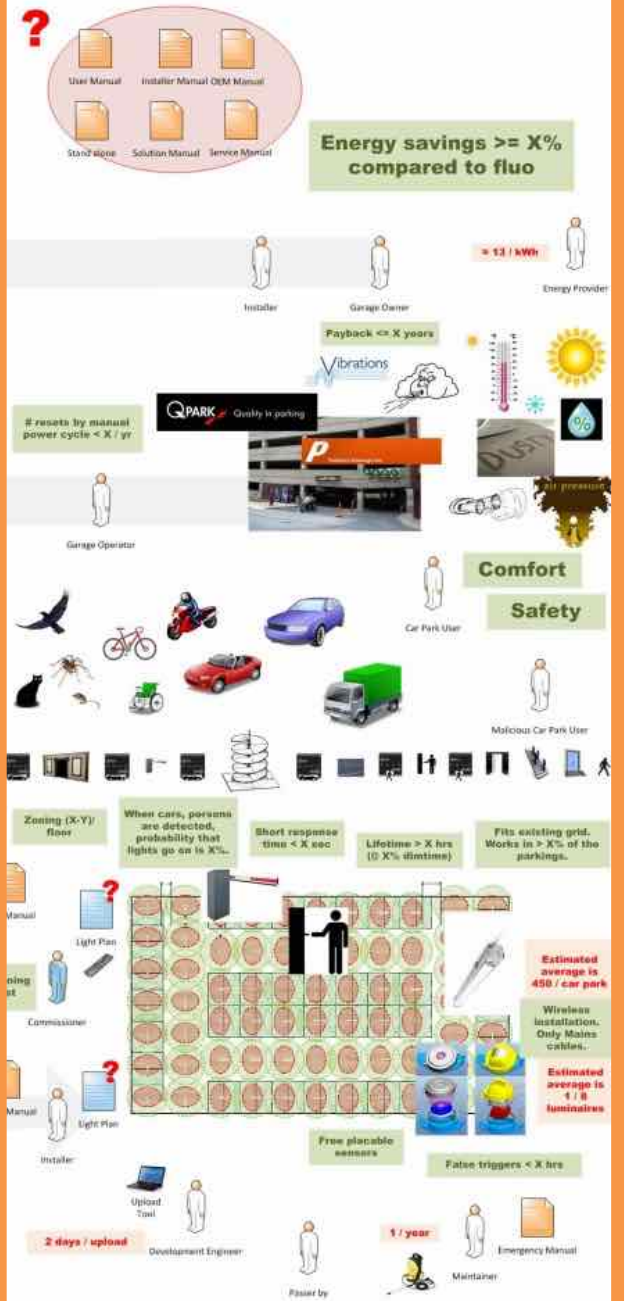 ?
User Manual
Installer Manual
OEM Manual
Stand alone
Solution Manual
Service Manual
Energy savings >= X%
compared to fluo
Installer
Garage Owner
= 13 / kWh
Energy Provider
Payback <= X years
Vibrations
QPARK
Quality in parking
# resets by manual
power cycle < X / yr
P
%
DUST
air pressure
Garage Operator
Comfort
Safety
Car Park User
Malicious Car Park User
Zoning (X-Y)/
floor
When cars, persons
are detected,
probability that
lights go on is X%.
Short response
time < X sec
Lifetime > X hrs
(@ X% dimtime)
Fits existing grid.
Works in > X% of the
parkings.
Manual
?
Light Plan
ning
st
Commissioner
Estimated
average is
450 / car park
Wireless
installation.
Only Mains
cables.
Manual
?
Light Plan
Installer
Estimated
average is
1 / 8
luminaires
Free placable
sensors
False triggers < X hrs
Upload
Tool
2 days / upload
Development Engineer
Passer by
1 / year
Maintainer
Emergency Manual